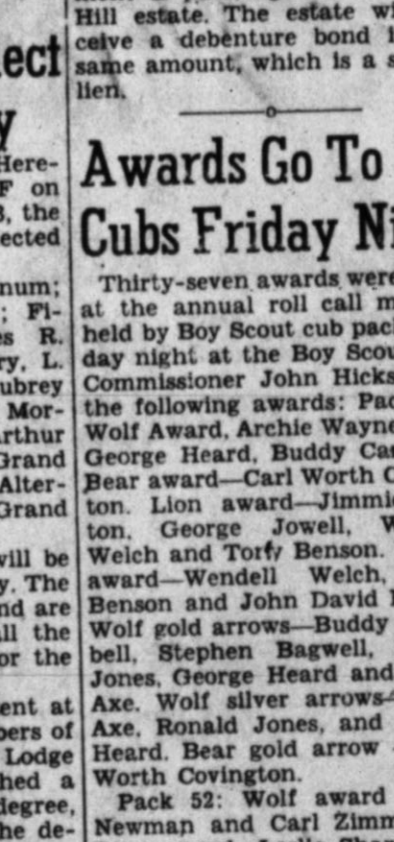 ect
y
Here-
F on
3, the
ected
num;
; Fi-
es R.
ry, L.
ubrey
Mor-
rthur
Grand
Alter-
Grand
will be
y. The
nd are
ll the
or the
ent at
bers of
Lodge
hed a
degree,
he de-
Hill estate. The estate wi
ceive a debenture bond i
same amount, which is a s
lien.
Awards Go To
Cubs Friday Ni
Thirty-seven awards were
at the annual roll call m
held by Boy Scout cub pac
day night at the Boy Scou
Commissioner John Hicks
the following awards: Pac
Wolf Award, Archie Wayne
George Heard, Buddy Ca
Bear award—Carl Worth C
ton. Lion award—Jimmie
ton, George Jowell, W
Welch and Torfy Benson.
award—Wendell Welch,
Benson and John David
Wolf gold arrows—Buddy
bell, Stephen Bagwell,
Jones, George Heard and
Axe. Wolf silver arrows—
Axe, Ronald Jones, and
Heard. Bear gold arrow
Worth Covington.
Pack 52: Wolf award
Newman and Carl Zimm